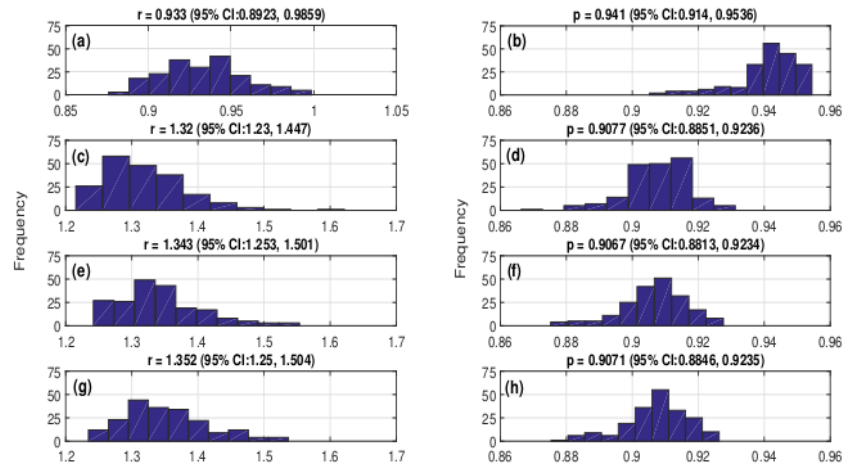 r = 0.933 (95% CI:0.8923, 0.9859)
(a)
75
50
25
0
0.85 0.9 0.95 1 1.05
p = 0.941 (95% CI:0.914, 0.9536)
(b)
75
50
25
0
0.86 0.88 0.9 0.92 0.94 0.96
r = 1.32 (95% CI:1.23, 1.447)
(c)
75
50
25
0
1.2 1.3 1.4 1.5 1.6 1.7
p = 0.9077 (95% CI:0.8851, 0.9236)
(d)
75
50
25
0
0.86 0.88 0.9 0.92 0.94 0.96
Frequency
Frequency
r = 1.343 (95% CI:1.253, 1.501)
(e)
75
50
25
0
1.2 1.3 1.4 1.5 1.6 1.7
p = 0.9067 (95% CI:0.8813, 0.9234)
(f)
75
50
25
0
0.86 0.88 0.9 0.92 0.94 0.96
r = 1.352 (95% CI:1.25, 1.504)
(g)
75
50
25
0
1.2 1.3 1.4 1.5 1.6 1.7
p = 0.9071 (95% CI:0.8846, 0.9235)
(h)
75
50
25
0
0.86 0.88 0.9 0.92 0.94 0.96